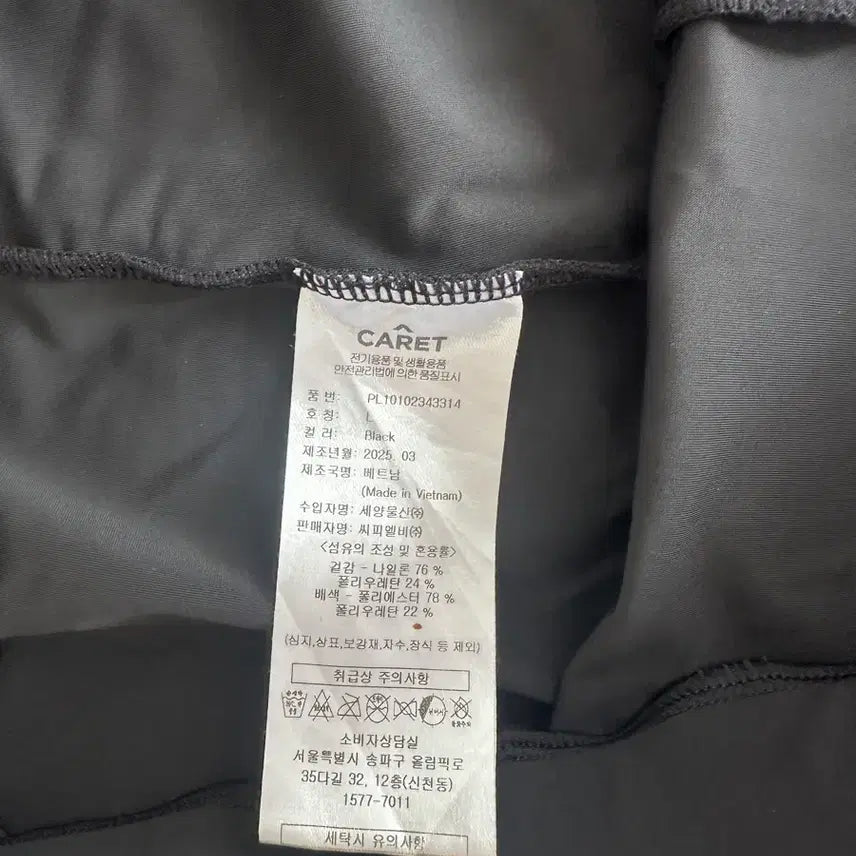 CARET
전기용품 및 생활용품
안전관리법에 의한 품질표시
품 번: PL10102343314
호 칭: L
컬 러: Black
제조년월: 2025. 03
제조국명: 베트남
(Made in Vietnam)
수입자명: 세양물산㈜
판매자명: 씨피엘비㈜
<섬유의 조성 및 혼용률>
겉감 - 나일론 76 %
폴리우레탄 24 %
배색 - 폴리에스터 78 %
폴리우레탄 22 %
(심지,상표,보강재,자수,장식 등 제외)
취급상 주의사항
소비자상담실
서울특별시 송파구 올림픽로
35다길 32, 12층(신천동)
1577-7011
세탁시 유의사항